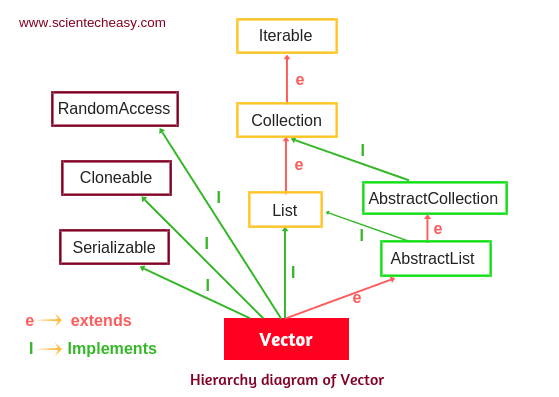 www.scientecheasy.com
Iterable
e
RandomAccess
Collection
I
Cloneable
e
AbstractCollection
I
List
e
Serializable
I
I
AbstractList
I
I
e
e extends
Vector
I Implements
Hierarchy diagram of Vector